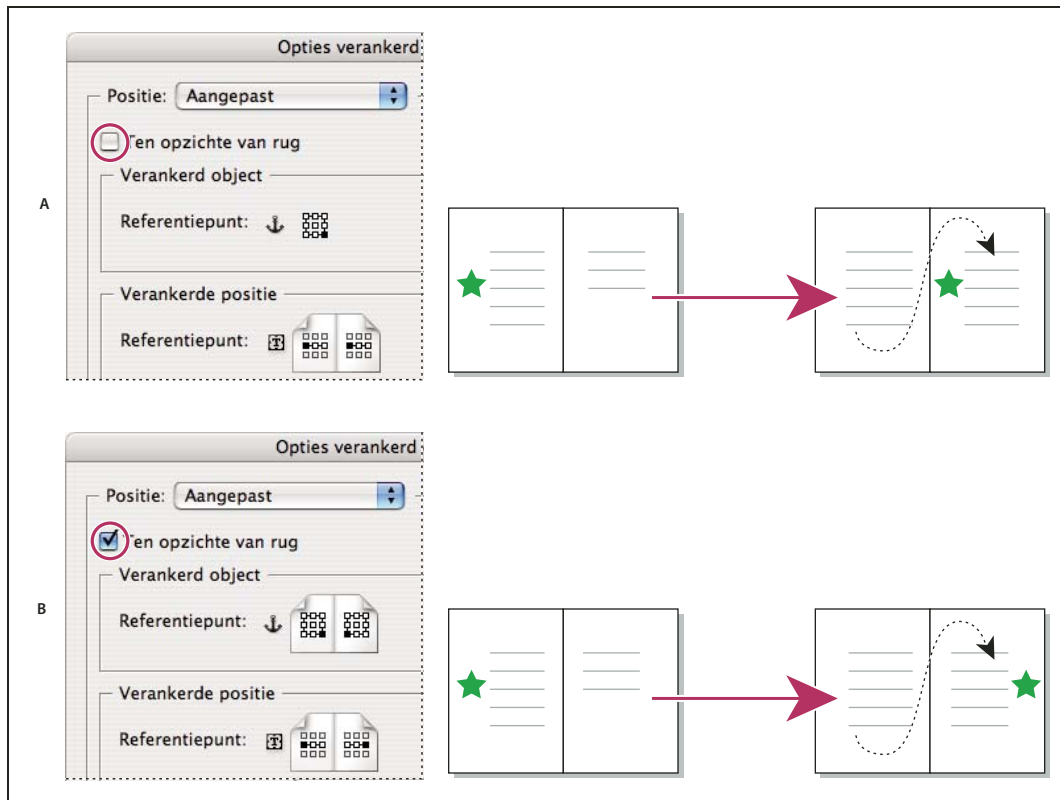 Opties verankerd
Positie: Aangepast
Ten opzichte van rug
Verankerd object
A
Referentiepunt:
Verankerde positie
Referentiepunt: T
Opties verankerd
Positie: Aangepast
Ten opzichte van rug
Verankerd object
B
Referentiepunt:
Verankerde positie
Referentiepunt: T